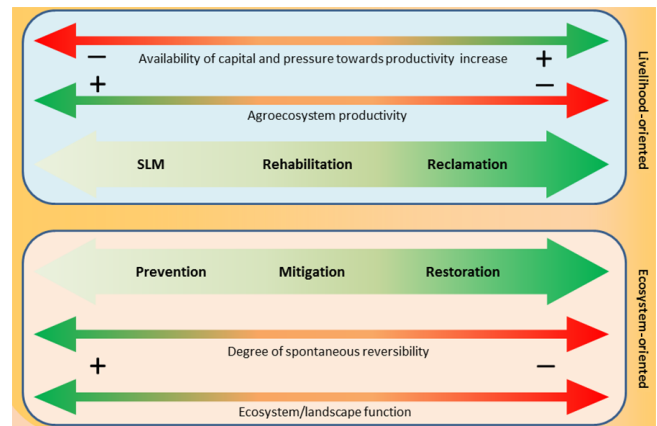 Availability of capital and pressure towards productivity increase
− +
+ −
Agroecosystem productivity
SLM Rehabilitation Reclamation
Livelihood-oriented
Prevention Mitigation Restoration
Degree of spontaneous reversibility
+ −
Ecosystem/landscape function
Ecosystem-oriented